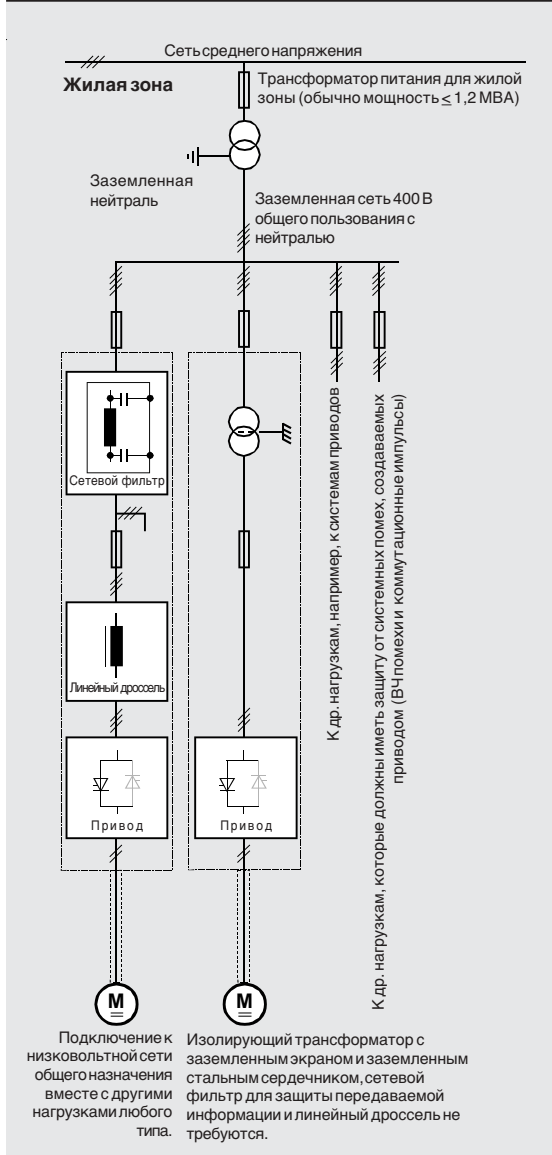 Сеть среднего напряжения
Жилая зона
Трансформатор питания для жилой
зоны (обычно мощность ≤ 1,2 МВА)
Заземленная
нейтраль
Заземленная сеть 400 В
общего пользования с
нейтралью
Сетевой фильтр
Линейный дроссель
Привод
Привод
К др. нагрузкам, например, к системам приводов
К др. нагрузкам, которые должны иметь защиту от системных помех, создаваемых
приводом (ВЧ помехи и коммутационные импульсы)
M
M
Подключение к
низковольтной сети
общего назначения
вместе с другими
нагрузками любого
типа.
Изолирующий трансформатор с
заземленным экраном и заземленным
стальным сердечником, сетевой
фильтр для защиты передаваемой
информации и линейный дроссель не
требуются.